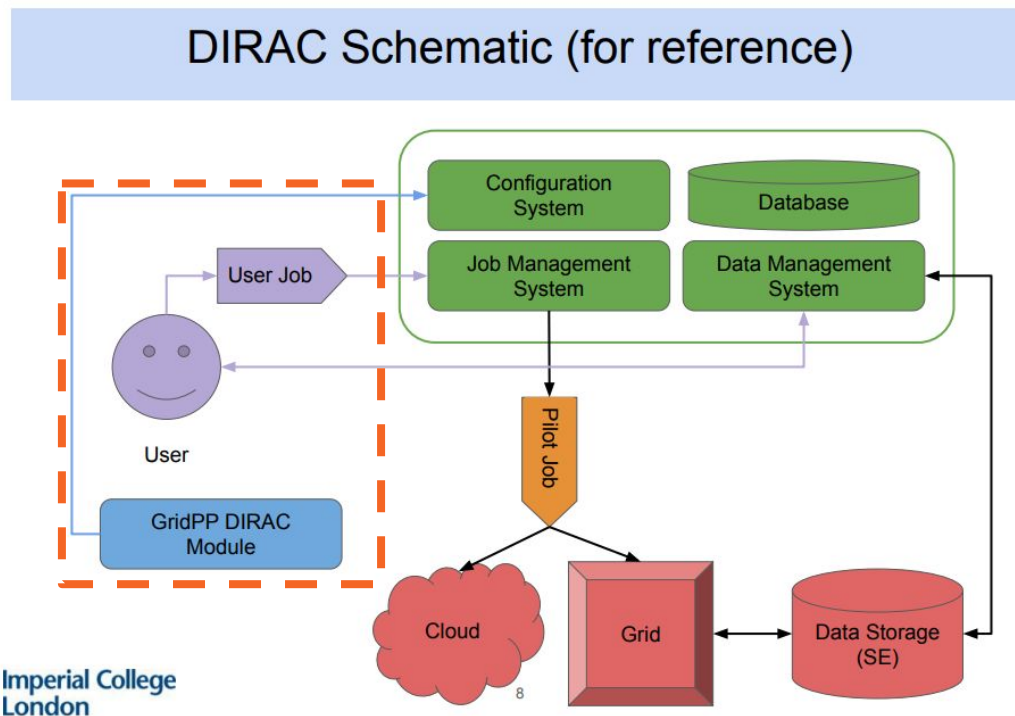 DIRAC Schematic (for reference)
Configuration
System
Database
User Job
Job Management
System
Data Management
System
User
Pilot Job
GridPP DIRAC
Module
Cloud
Grid
Data Storage
(SE)
8
Imperial College
London